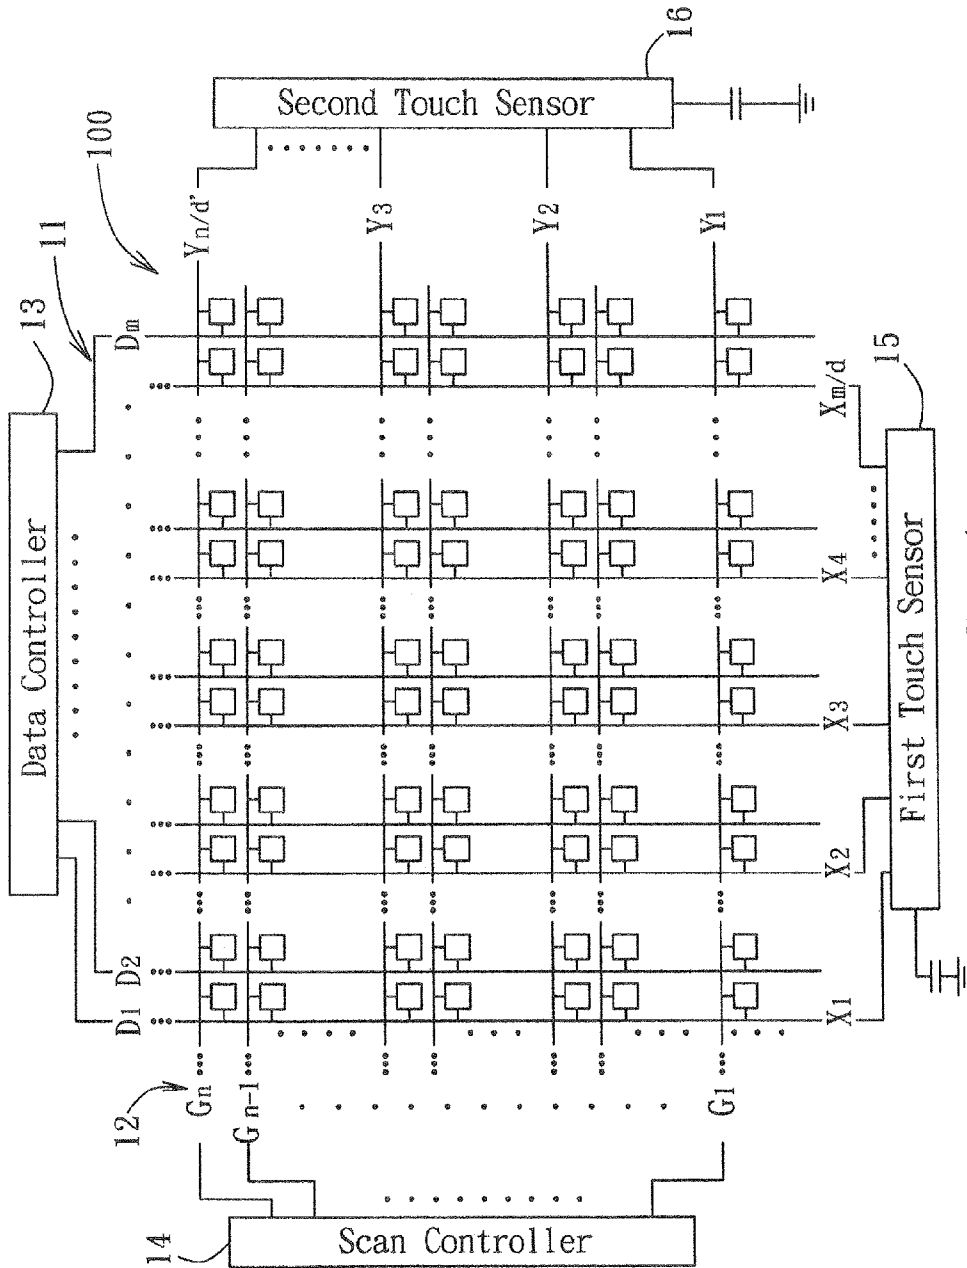 100
11
13
Data Controller
D1
D2
Dm
12
14
Scan Controller
Gn
Gn-1
G1
Yn/d'
Y3
Y2
Y1
16
Second Touch Sensor
X1
X2
X3
X4
Xm/d
15
First Touch Sensor